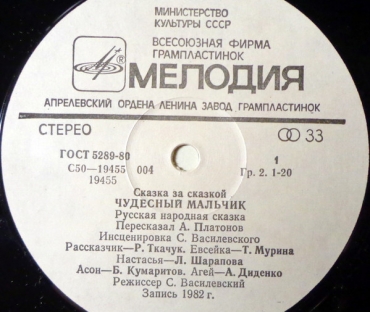 МИНИСТЕРСТВО
КУЛЬТУРЫ СССР
ВСЕСОЮЗНАЯ ФИРМА
ГРАМПЛАСТИНОК
® МЕЛОДИЯ
АПРЕЛЕВСКИЙ ОРДЕНА ЛЕНИНА ЗАВОД ГРАМПЛАСТИНОК
СТЕРЕО 33
ГОСТ 5289-80 1
С50—19455 004 Гр. 2. 1-20
19455
Сказка за сказкой
ЧУДЕСНЫЙ МАЛЬЧИК
Русская народная сказка
Пересказал А. Платонов
Инсценировка С. Василевского
Рассказчик—Р. Ткачук. Евсейка—Т. Мурина
Настасья—Л. Шарапова
Асон—Б. Кумаритов. Агей—А. Диденко
Режиссер С. Василевский
Запись 1982 г.